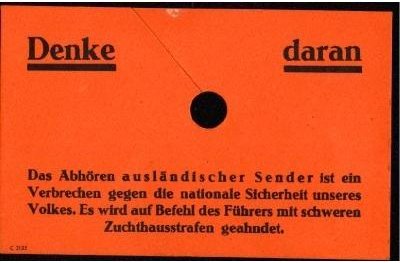 Denke daran
Das Abhören ausländischer Sender ist ein
Verbrechen gegen die nationale Sicherheit unseres
Volkes. Es wird auf Befehl des Führers mit schweren
Zuchthausstrafen geahndet.